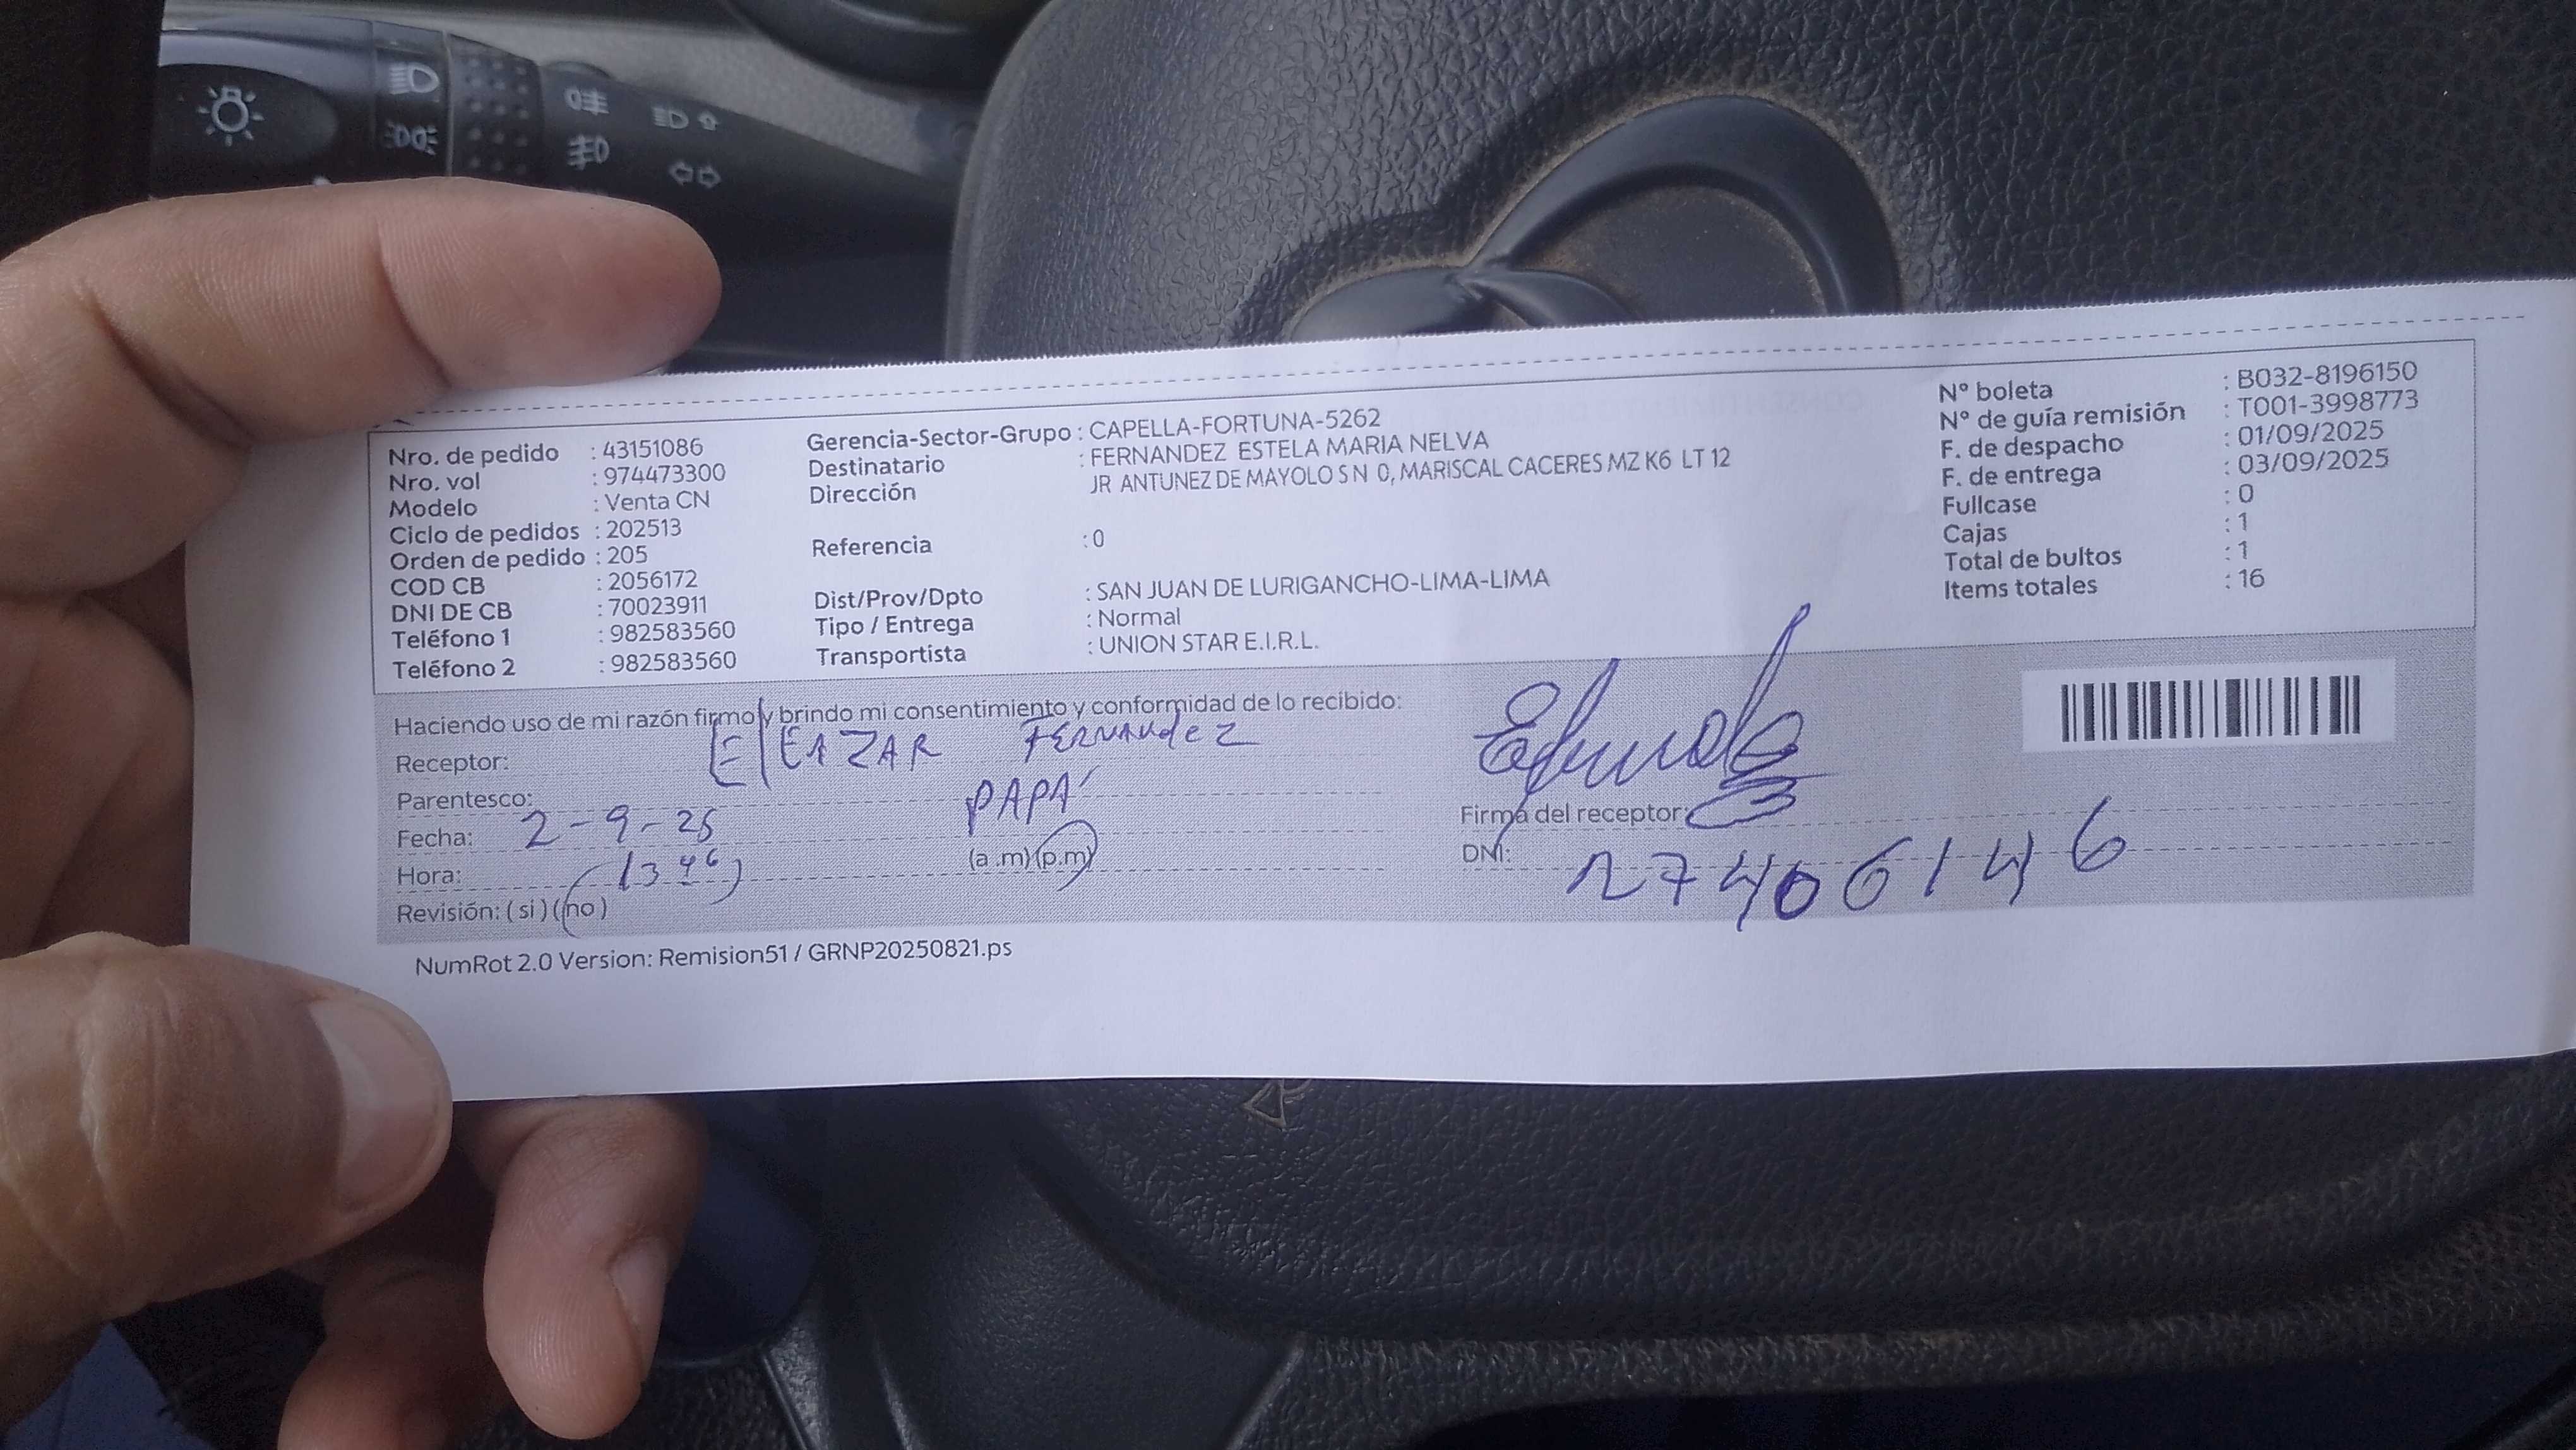 Nro. de pedido : 43151086
Nro. vol : 974473300
Modelo : Venta CN
Ciclo de pedidos : 202513
Orden de pedido : 205
COD CB : 2056172
DNI DE CB : 70023911
Teléfono 1 : 982583560
Teléfono 2 : 982583560
Gerencia-Sector-Grupo : CAPELLA-FORTUNA-5262
Destinatario : FERNANDEZ ESTELA MARIA NELVA
Dirección JR ANTUNEZ DE MAYOLO S N 0, MARISCAL CACERES MZ K6 LT 12
Referencia : 0
Dist/Prov/Dpto : SAN JUAN DE LURIGANCHO-LIMA-LIMA
Tipo / Entrega : Normal
Transportista : UNION STAR E.I.R.L.
N° boleta : B032-8196150
N° de guía remisión : T001-3998773
F. de despacho : 01/09/2025
F. de entrega : 03/09/2025
Fullcase : 0
Cajas : 1
Total de bultos : 1
Items totales : 16
Haciendo uso de mi razón firmo y brindo mi consentimiento y conformidad de lo recibido:
Receptor: ElEAZAR FERNANdEZ
Parentesco: PAPÁ
Fecha: 2-9-25
Hora: (13 46) (a .m) (p.m)
Revisión: ( si ) ( no )
Firma del receptor:
DNI: 27406146
NumRot 2.0 Version: Remision51 / GRNP20250821.ps